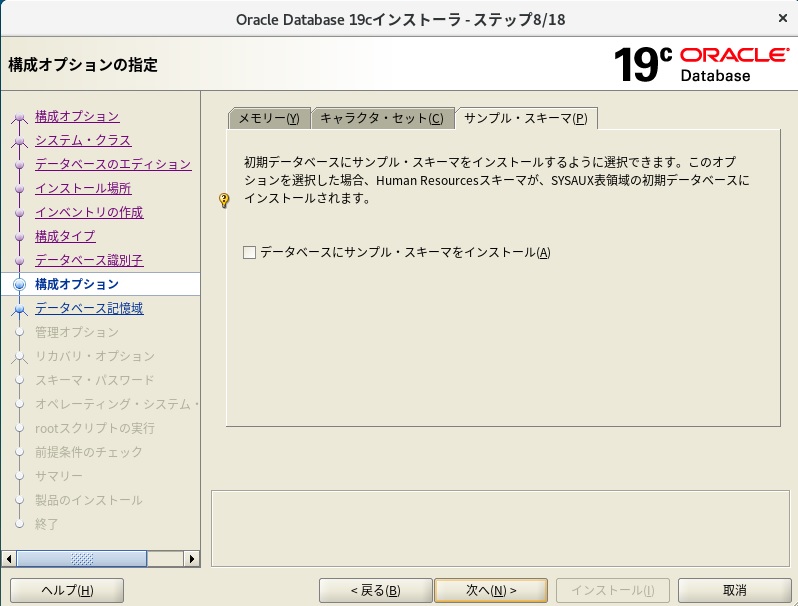 Oracle Database 19cインストーラ - ステップ8/18
構成オプションの指定
19c ORACLE
Database
構成オプション
システム・クラス
データベースのエディション
インストール場所
インベントリの作成
構成タイプ
データベース識別子
構成オプション
データベース記憶域
管理オプション
リカバリ・オプション
スキーマ・パスワード
オペレーティング・システム・
rootスクリプトの実行
前提条件のチェック
サマリー
製品のインストール
終了
メモリー(Y) キャラクタ・セット(C) サンプル・スキーマ(P)
初期データベースにサンプル・スキーマをインストールするように選択できます。このオプ
ションを選択した場合、Human Resourcesスキーマが、SYSAUX表領域の初期データベースに
インストールされます。
データベースにサンプル・スキーマをインストール(A)
ヘルプ(H) < 戻る(B) 次へ(N) > インストール(I) 取消